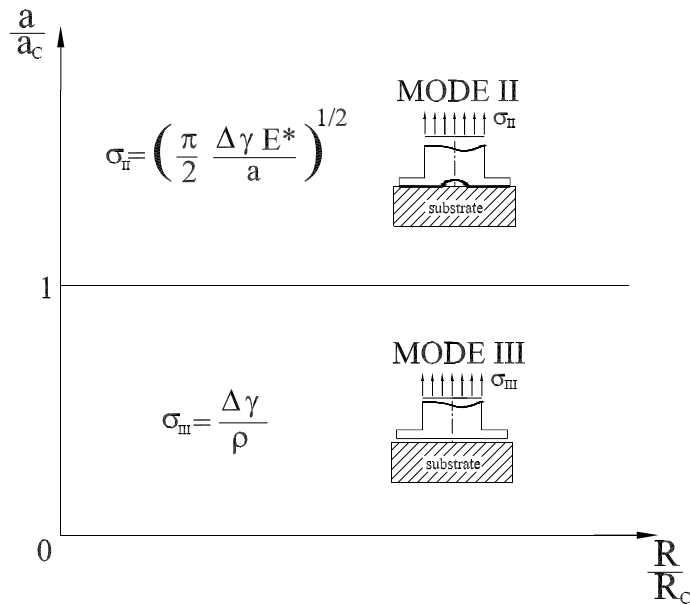 a
a_C
MODE II
σ_II
σ_II = ( π/2 Δγ E*/a )^1/2
substrate
1
MODE III
σ_III
σ_III = Δγ/ρ
substrate
0
R
R_C